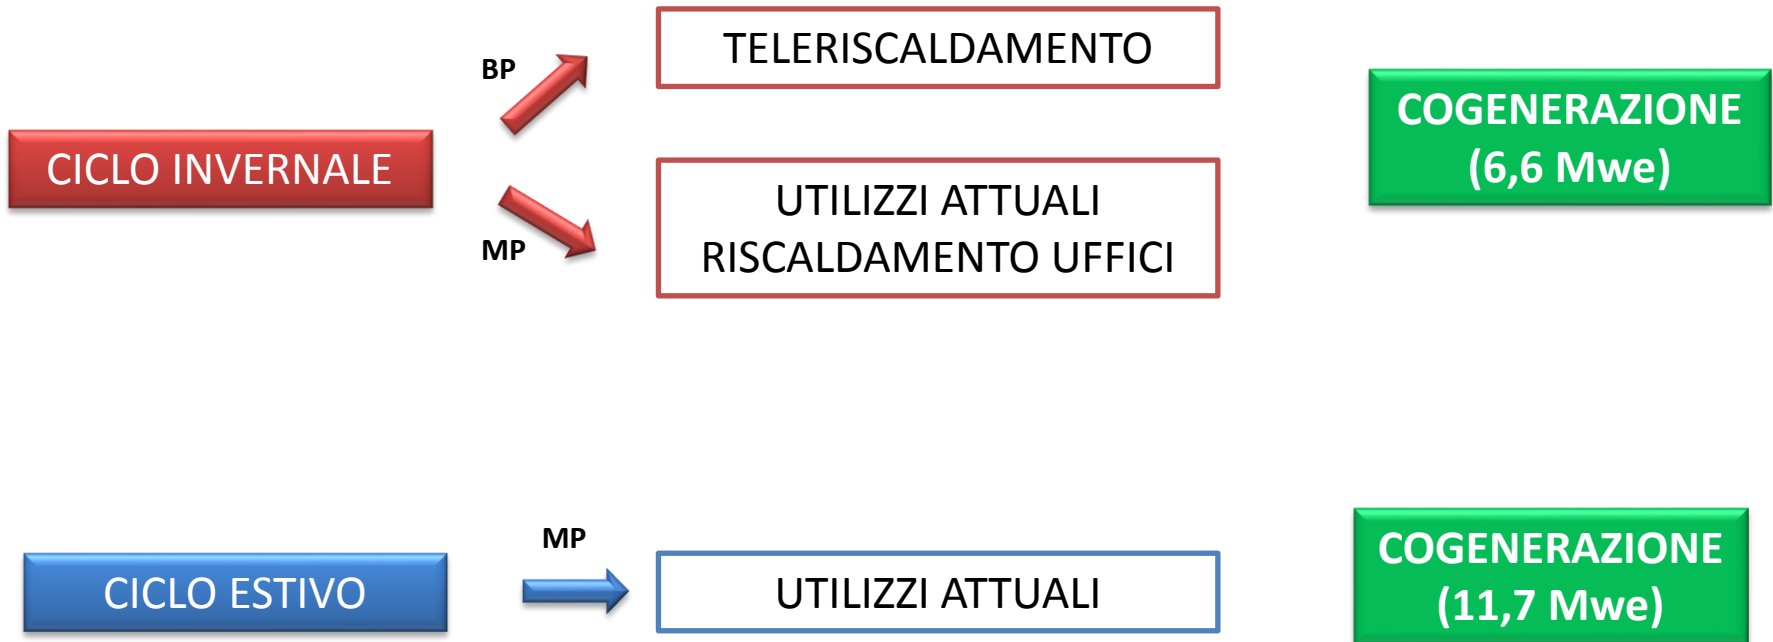 BP
TELERISCALDAMENTO
COGENERAZIONE
(6,6 Mwe)
CICLO INVERNALE
MP
UTILIZZI ATTUALI
RISCALDAMENTO UFFICI
MP
CICLO ESTIVO
UTILIZZI ATTUALI
COGENERAZIONE
(11,7 Mwe)